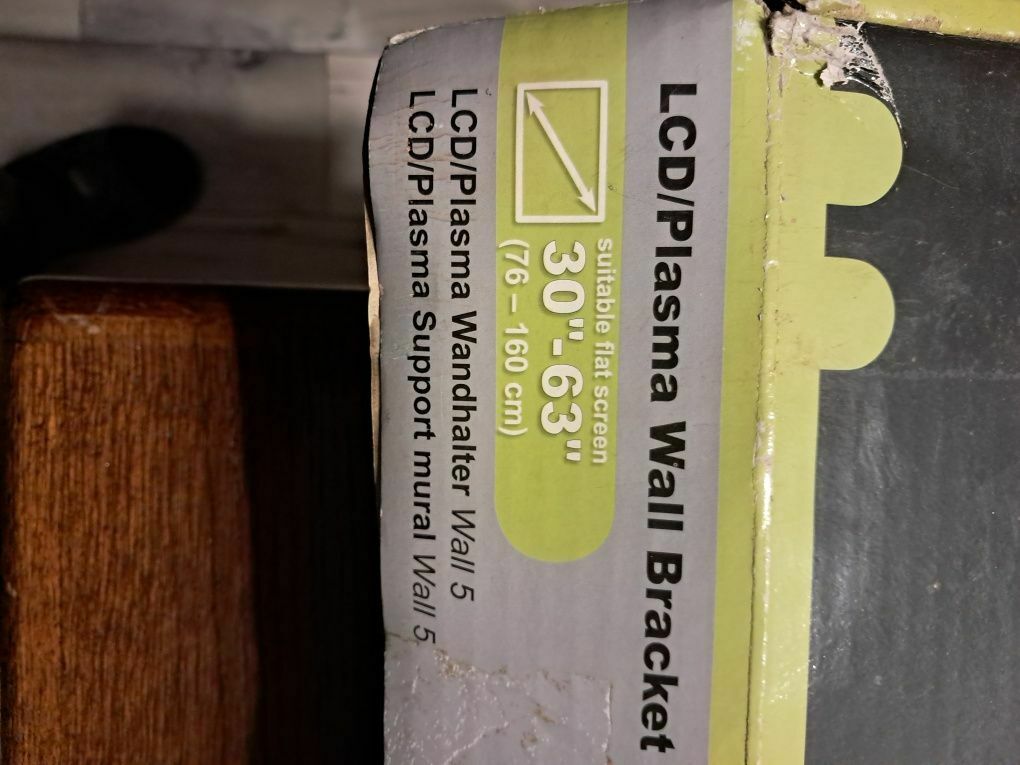 LCD/Plasma Wall Bracket
suitable flat screen
30"-63"
(76 – 160 cm)
LCD/Plasma Wandhalter Wall 5
LCD/Plasma Support mural Wall 5